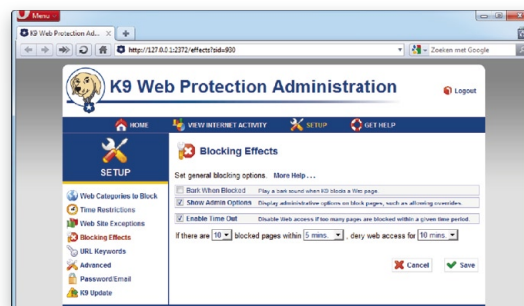 Menu
K9 Web Protection Ad...
http://127.0.0.1:2372/effects?sid=930
Zoeken met Google
K9 Web Protection Administration
Logout
HOME
VIEW INTERNET ACTIVITY
SETUP
GET HELP
SETUP
Blocking Effects
Set general blocking options. More Help . . .
Bark When Blocked Play a bark sound when K9 blocks a Web page.
Show Admin Options Display administrative options on block pages, such as allowing overrides.
Enable Time Out Disable Web access if too many pages are blocked within a given time period.
If there are 10 blocked pages within 5 mins. , deny web access for 10 mins.
Cancel
Save
Web Categories to Block
Time Restrictions
Web Site Exceptions
Blocking Effects
URL Keywords
Advanced
Password/Email
K9 Update